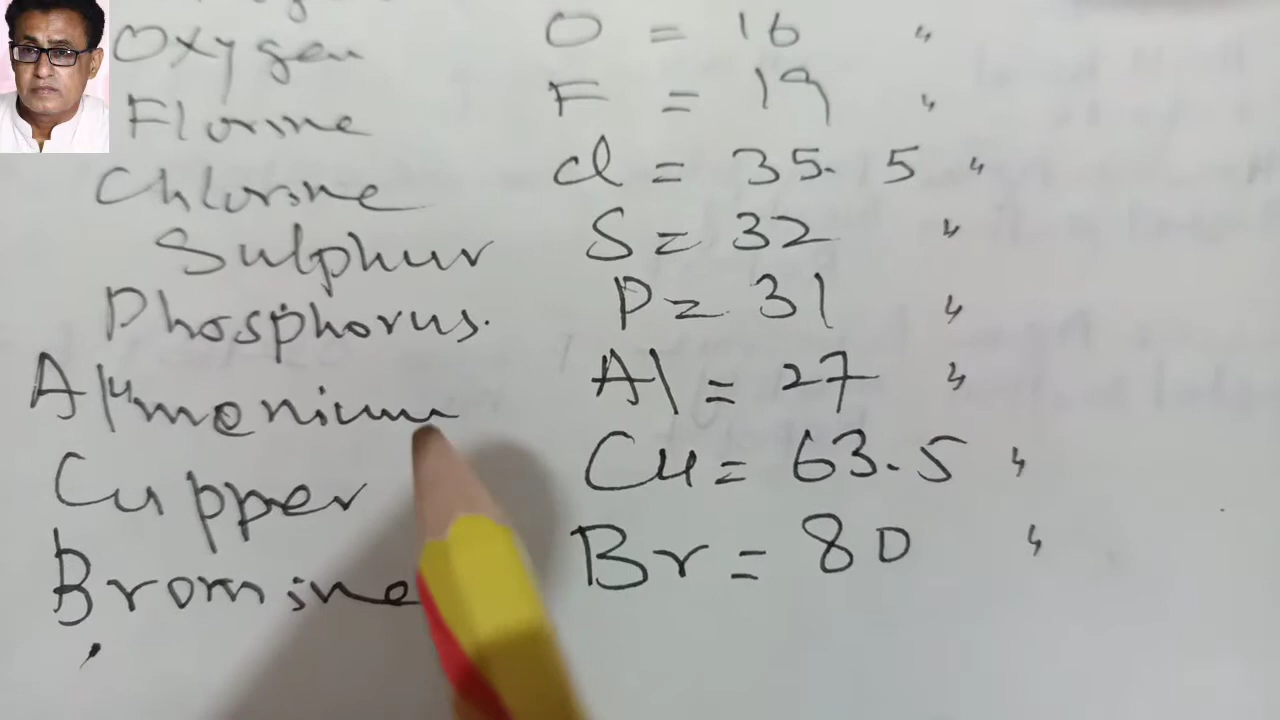 Oxygen O = 16 "
Florine F = 19 "
Chlorine Cl = 35.5 "
Sulphur S = 32 "
Phosphorus. P = 31 "
Alumenium Al = 27 "
Cupper Cu = 63.5 "
Bromine Br = 80 "